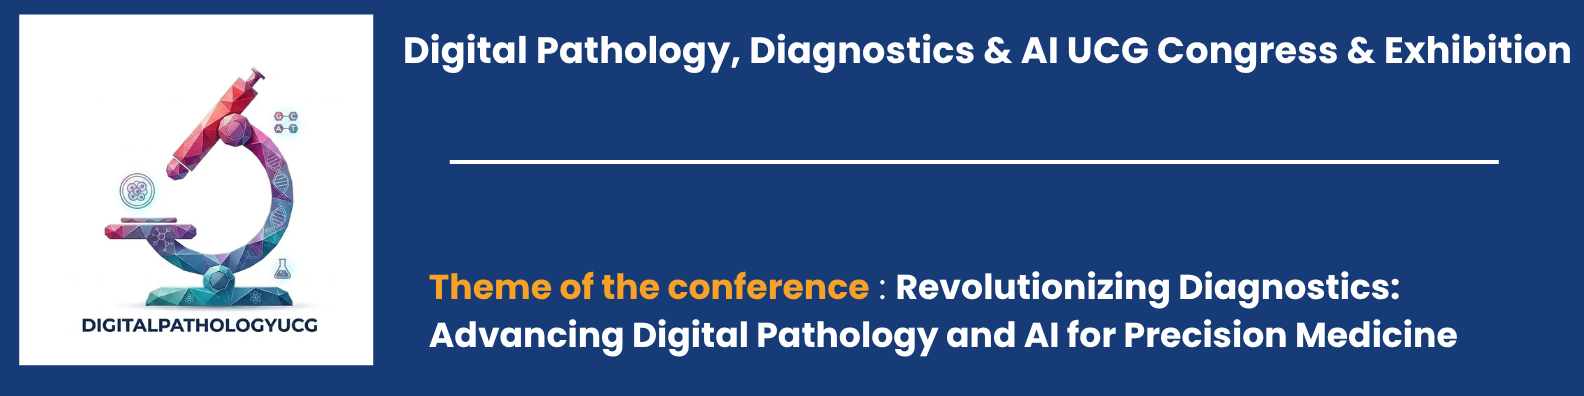 Digital Pathology, Diagnostics & AI UCG Congress & Exhibition
G C
A T
DIGITALPATHOLOGYUCG
Theme of the conference : Revolutionizing Diagnostics:
Advancing Digital Pathology and AI for Precision Medicine